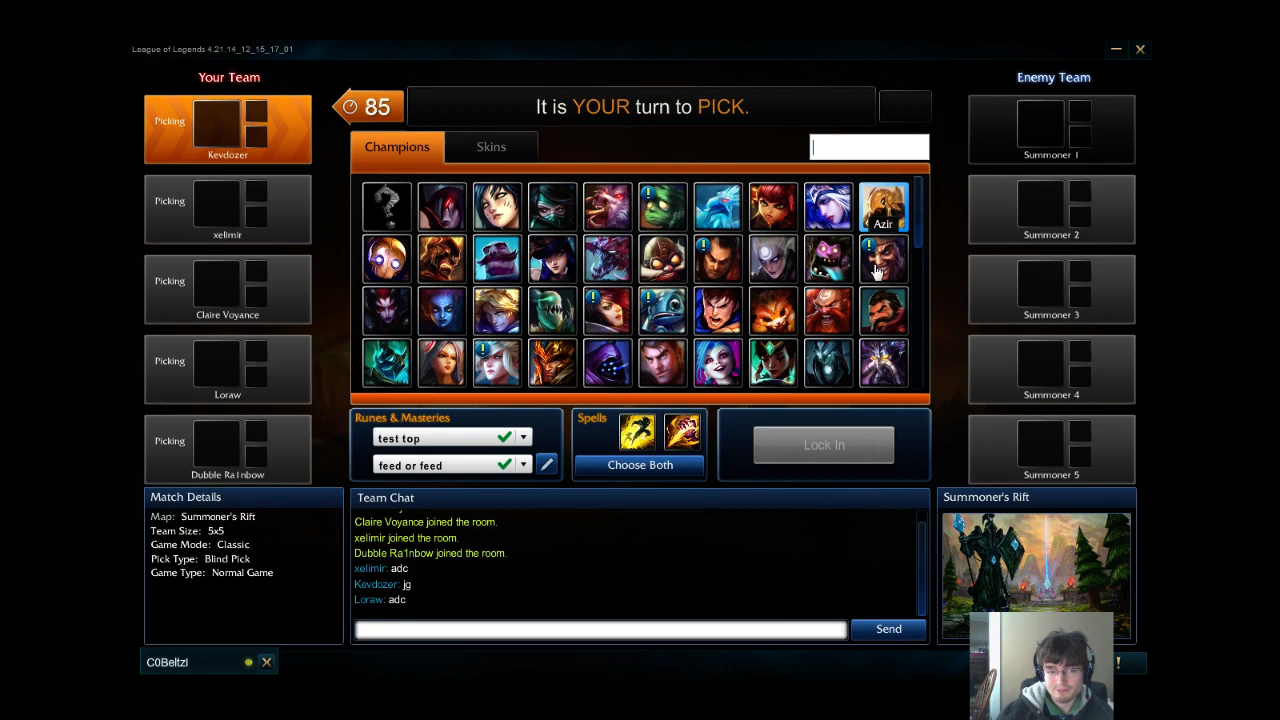 League of Legends 4.21.14_12_15_17_01
Your Team
Enemy Team
85
It is YOUR turn to PICK.
Champions
Skins
Azir
Picking
Kevdozer
Picking
xelimir
Picking
Claire Voyance
Picking
Loraw
Picking
Dubble Ra1nbow
Summoner 1
Summoner 2
Summoner 3
Summoner 4
Summoner 5
Runes & Masteries
test top
feed or feed
Spells
Choose Both
Lock In
Match Details
Map: Summoner's Rift
Team Size: 5x5
Game Mode: Classic
Pick Type: Blind Pick
Game Type: Normal Game
Team Chat
Claire Voyance joined the room.
xelimir joined the room.
Dubble Ra1nbow joined the room.
xelimir: adc
Kevdozer: jg
Loraw: adc
Send
Summoner's Rift
C0Beltzl